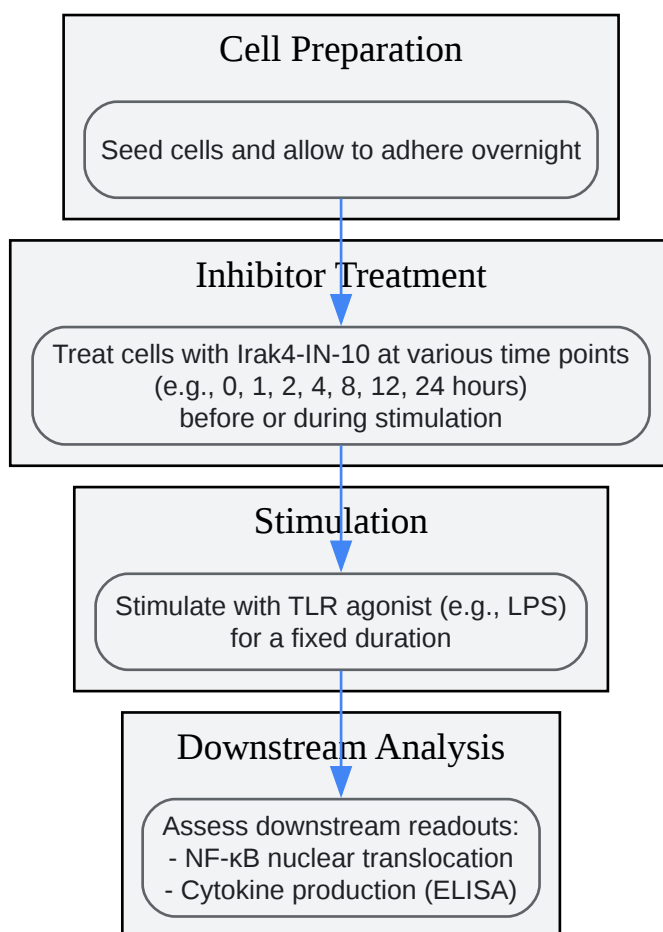 Cell Preparation
Seed cells and allow to adhere overnight
Inhibitor Treatment
Treat cells with Irak4-IN-10 at various time points
(e.g., 0, 1, 2, 4, 8, 12, 24 hours)
before or during stimulation
Stimulation
Stimulate with TLR agonist (e.g., LPS)
for a fixed duration
Downstream Analysis
Assess downstream readouts:
- NF-κB nuclear translocation
- Cytokine production (ELISA)